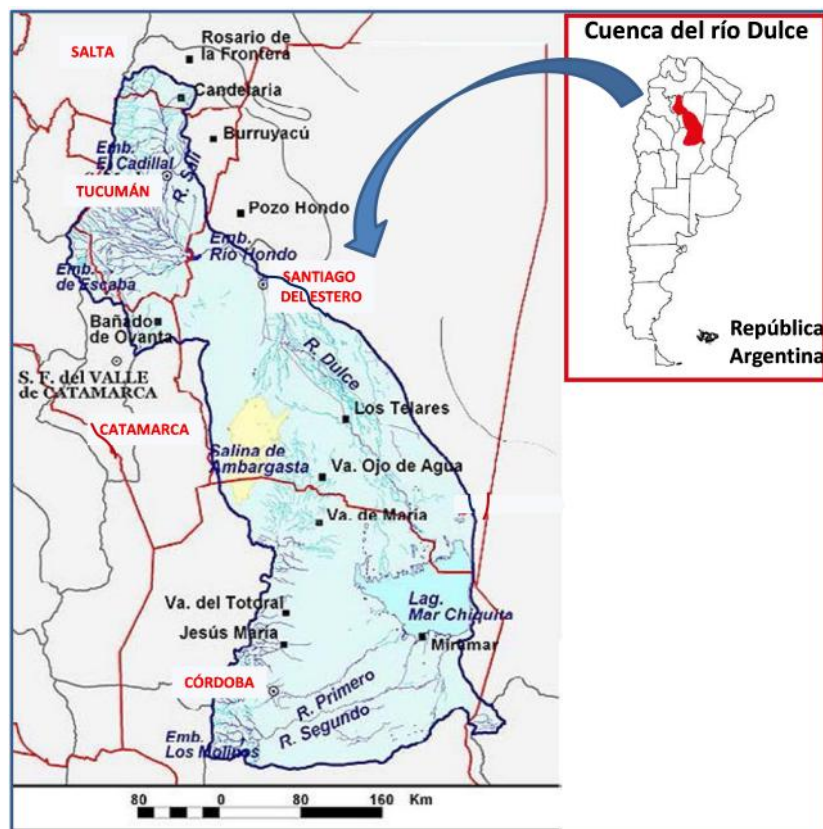 Cuenca del río Dulce
República
Argentina
SALTA
Rosario de
la Frontera
Candelaria
Burruyacú
Emb.
El Cadillal
R. Salí
TUCUMÁN
Pozo Hondo
Emb.
Río Hondo
Emb.
de Escaba
SANTIAGO
DEL ESTERO
Bañado
de Ovanta
S. F. del VALLE
de CATAMARCA
R. Dulce
Los Telares
CATAMARCA
Salina de
Ambargasta
Va. Ojo de Agua
Va. de María
Lag.
Mar Chiquita
Va. del Totoral
Jesús María
Miramar
CÓRDOBA
R. Primero
R. Segundo
Emb.
Los Molinos
80 0 80 160 Km